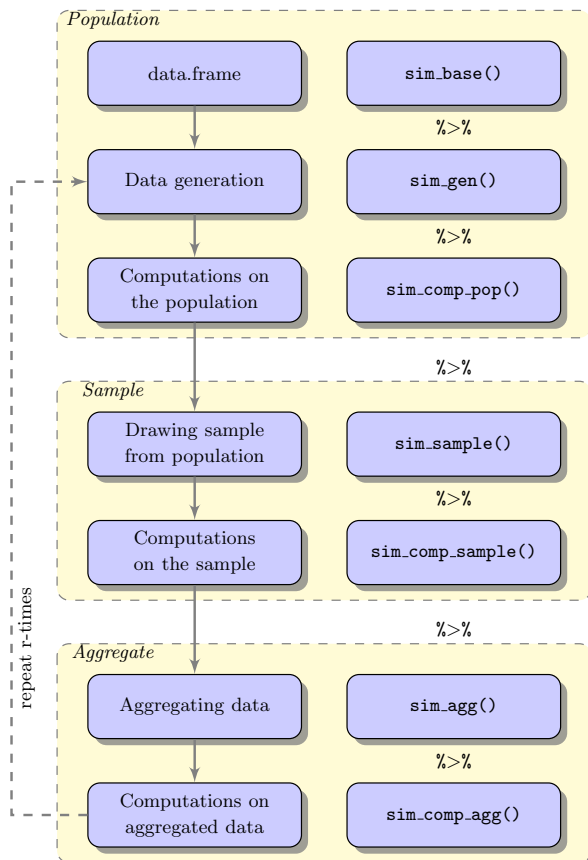 Population
data.frame
sim_base()
%>%
Data generation
sim_gen()
%>%
Computations on
the population
sim_comp_pop()
%>%
Sample
Drawing sample
from population
sim_sample()
%>%
Computations
on the sample
sim_comp_sample()
%>%
Aggregate
Aggregating data
sim_agg()
%>%
Computations on
aggregated data
sim_comp_agg()
repeat r-times